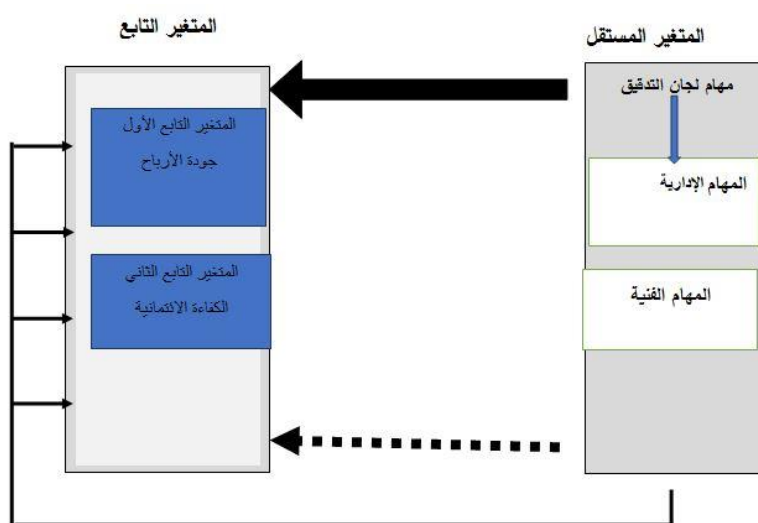 المتغير المستقل
مهام لجان التدقيق
المهام الإدارية
المهام الفنية
المتغير التابع
المتغير التابع الأول
جودة الأرباح
المتغير التابع الثاني
الكفاءة الائتمانية